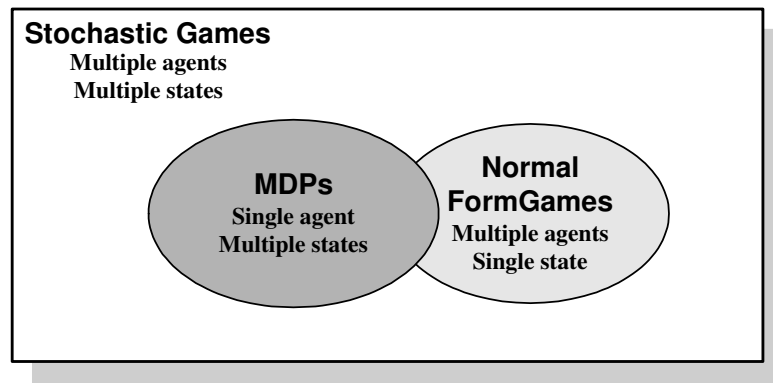 Stochastic Games
Multiple agents
Multiple states
MDPs
Single agent
Multiple states
Normal
FormGames
Multiple agents
Single state